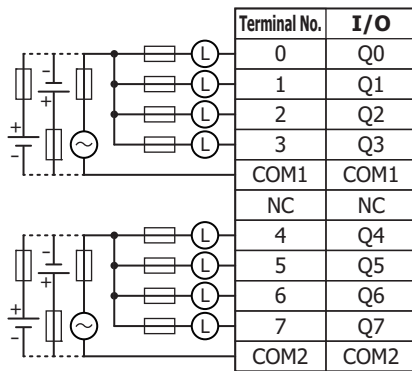 Terminal No. I/O
L 0 Q0
L 1 Q1
L 2 Q2
L 3 Q3
COM1 COM1
NC NC
L 4 Q4
L 5 Q5
L 6 Q6
L 7 Q7
COM2 COM2